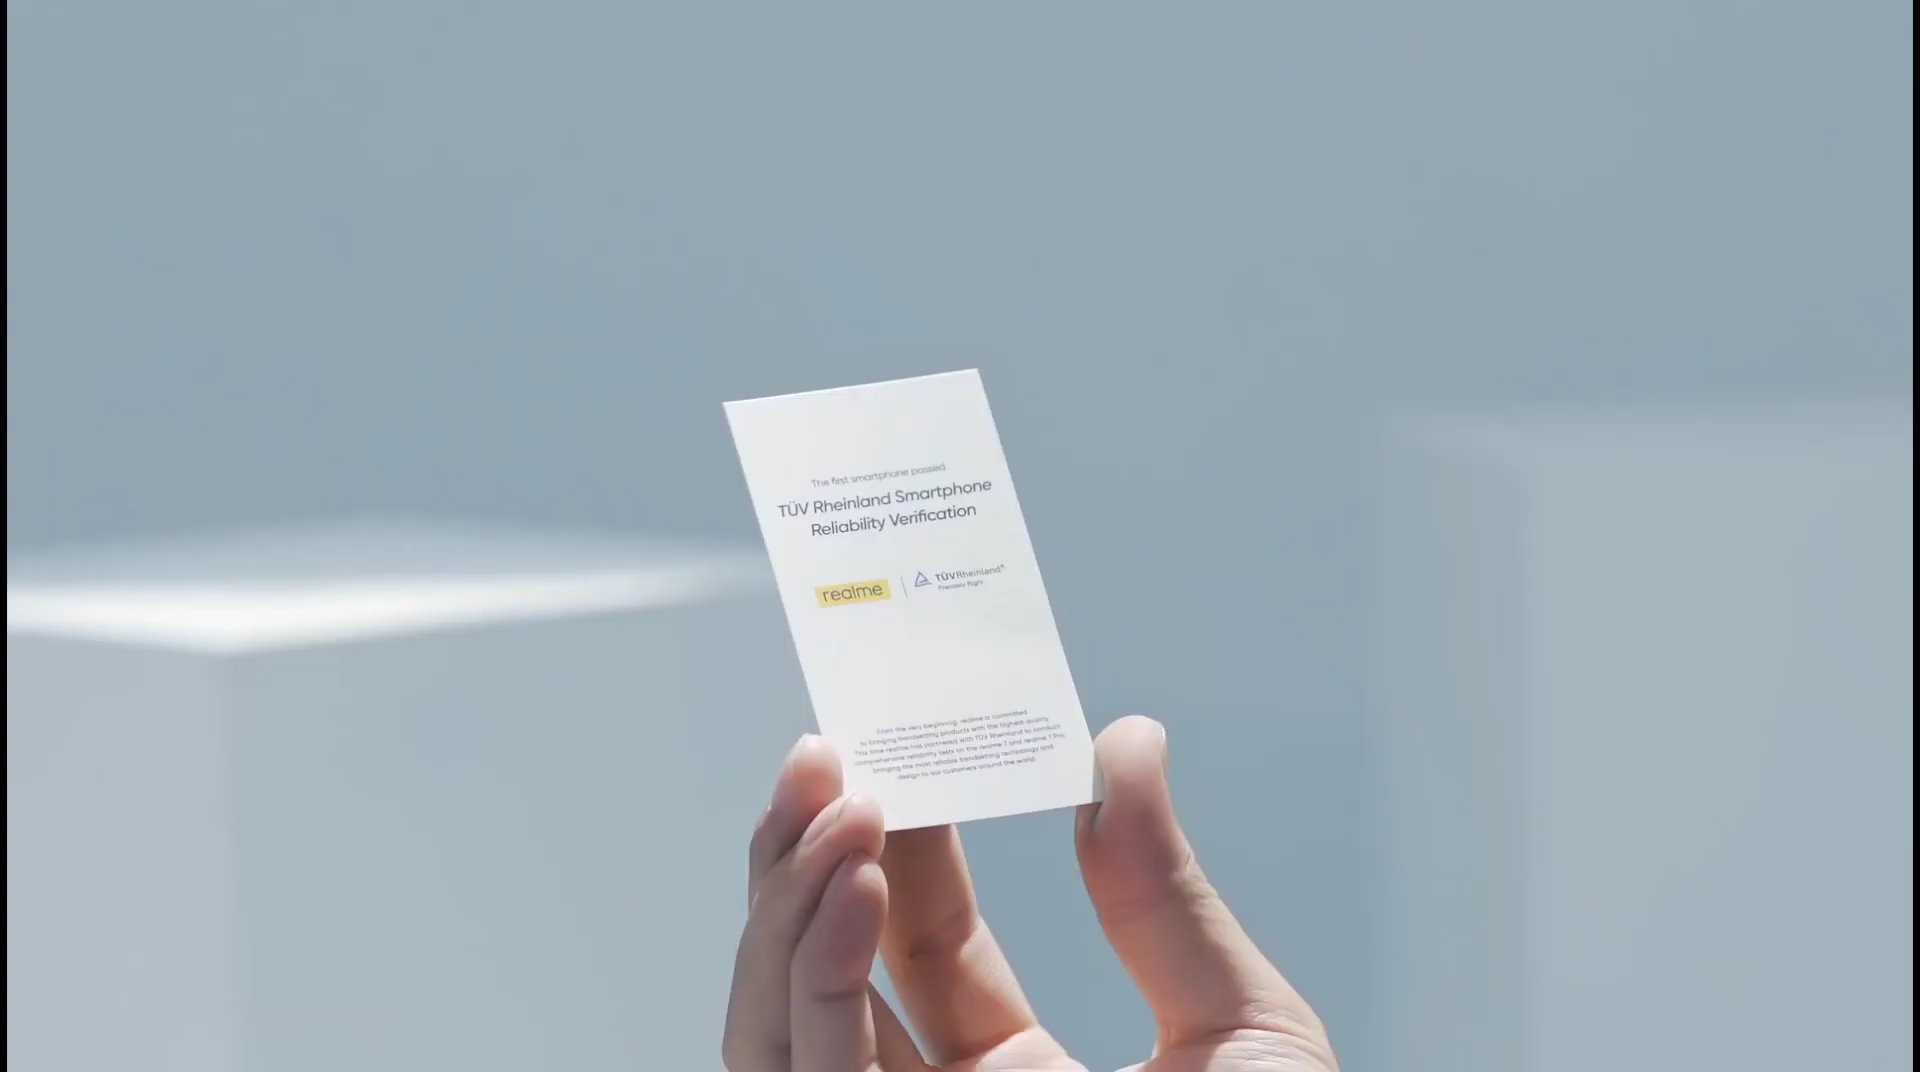 The first smartphone passed
TÜV Rheinland Smartphone
Reliability Verification
realme
TÜVRheinland®
Precisely Right.
From the very beginning, realme is committed
to bringing trendsetting products with the highest quality.
This time realme has partnered with TÜV Rheinland to conduct
comprehensive reliability tests on the realme 7 and realme 7 Pro,
bringing the most reliable trendsetting technology and
design to our customers around the world.